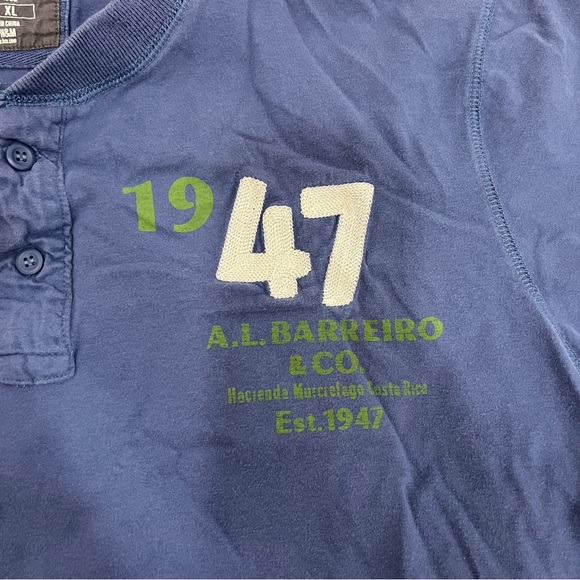 XL
H&M
1947
A.L.BARREIRO
& CO.
Hacienda Murcielago Costa Rica
Est.1947